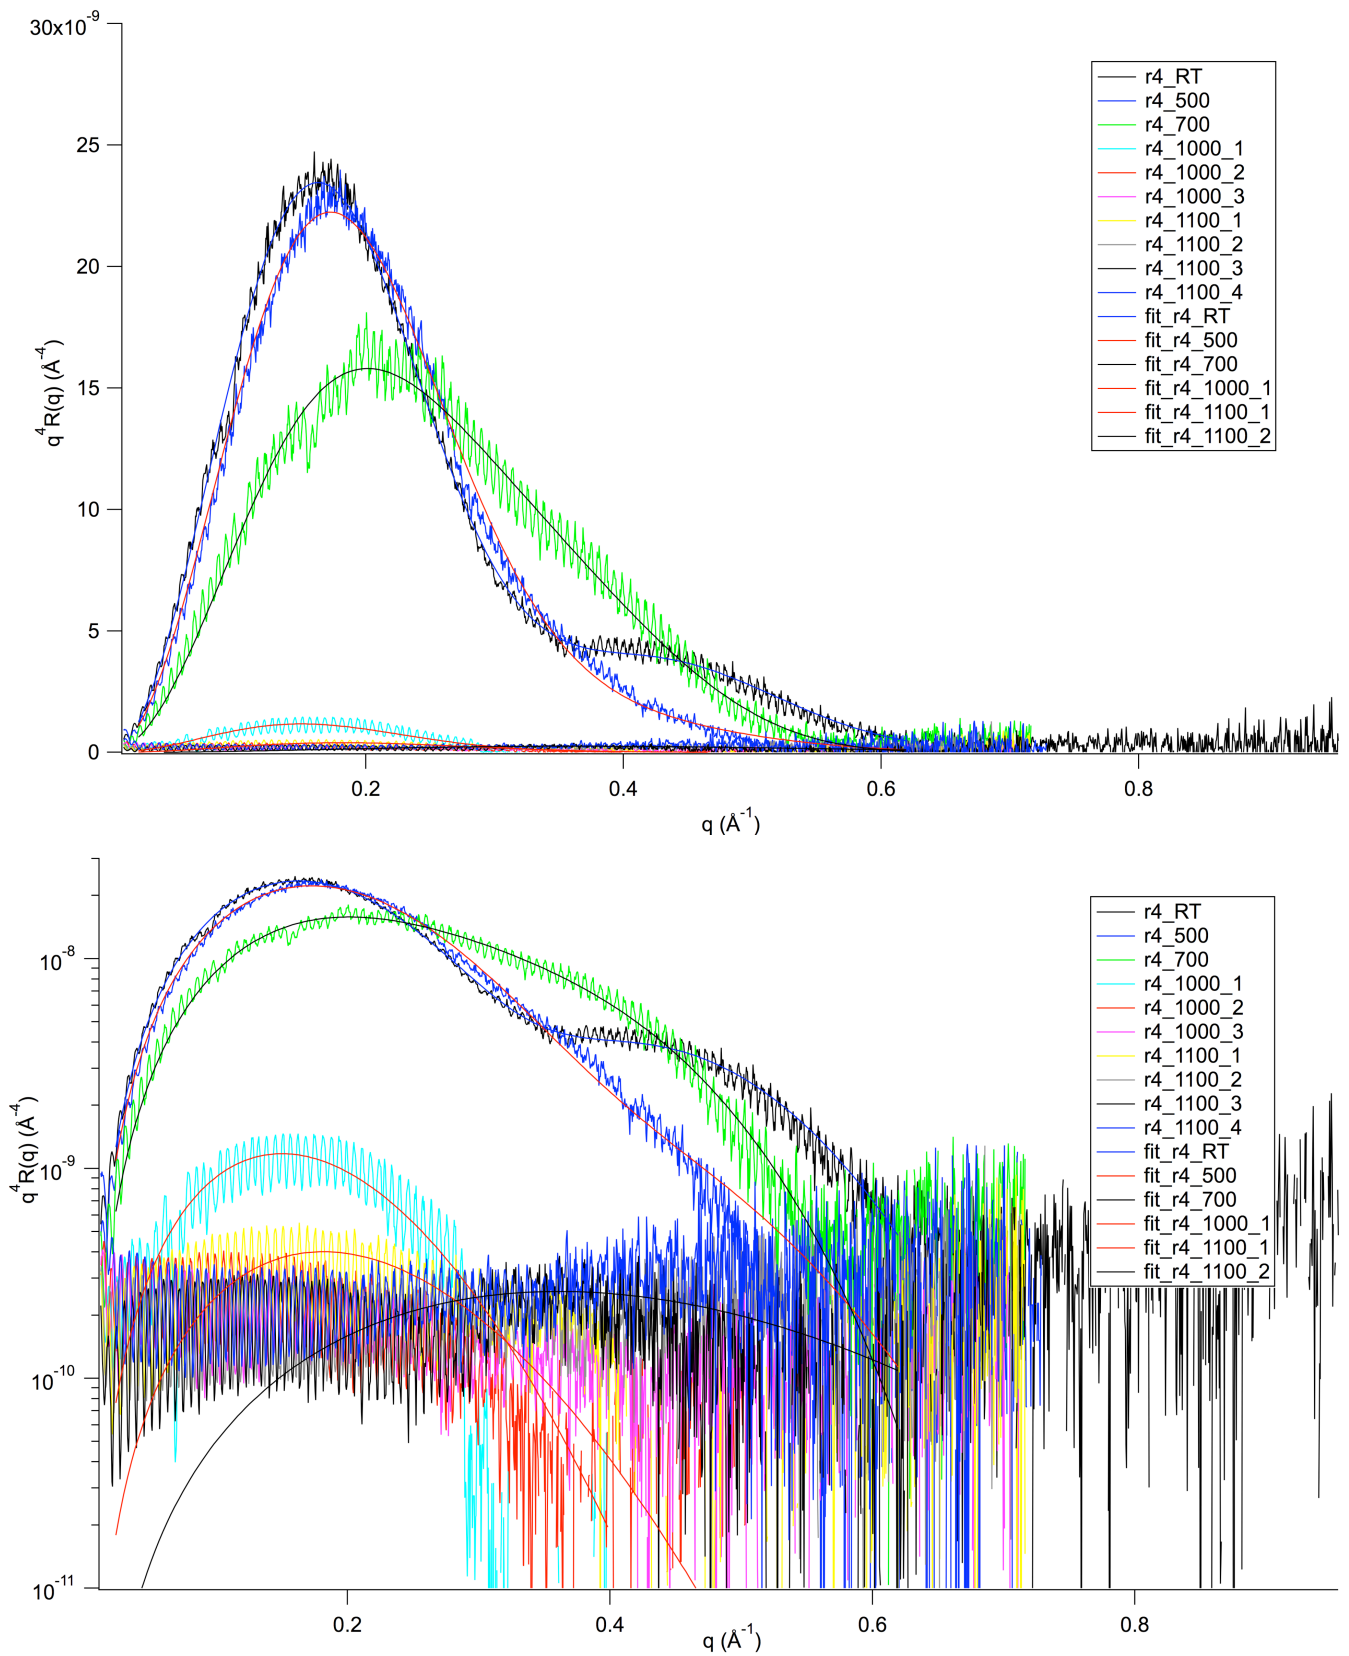 30x10-9
25
20
15
10
5
0
q4R(q) (Å-4)
0.2
0.4
0.6
0.8
q (Å-1)
r4_RT
r4_500
r4_700
r4_1000_1
r4_1000_2
r4_1000_3
r4_1100_1
r4_1100_2
r4_1100_3
r4_1100_4
fit_r4_RT
fit_r4_500
fit_r4_700
fit_r4_1000_1
fit_r4_1100_1
fit_r4_1100_2
10-8
10-9
10-10
10-11
q4R(q) (Å-4)
0.2
0.4
0.6
0.8
q (Å-1)
r4_RT
r4_500
r4_700
r4_1000_1
r4_1000_2
r4_1000_3
r4_1100_1
r4_1100_2
r4_1100_3
r4_1100_4
fit_r4_RT
fit_r4_500
fit_r4_700
fit_r4_1000_1
fit_r4_1100_1
fit_r4_1100_2